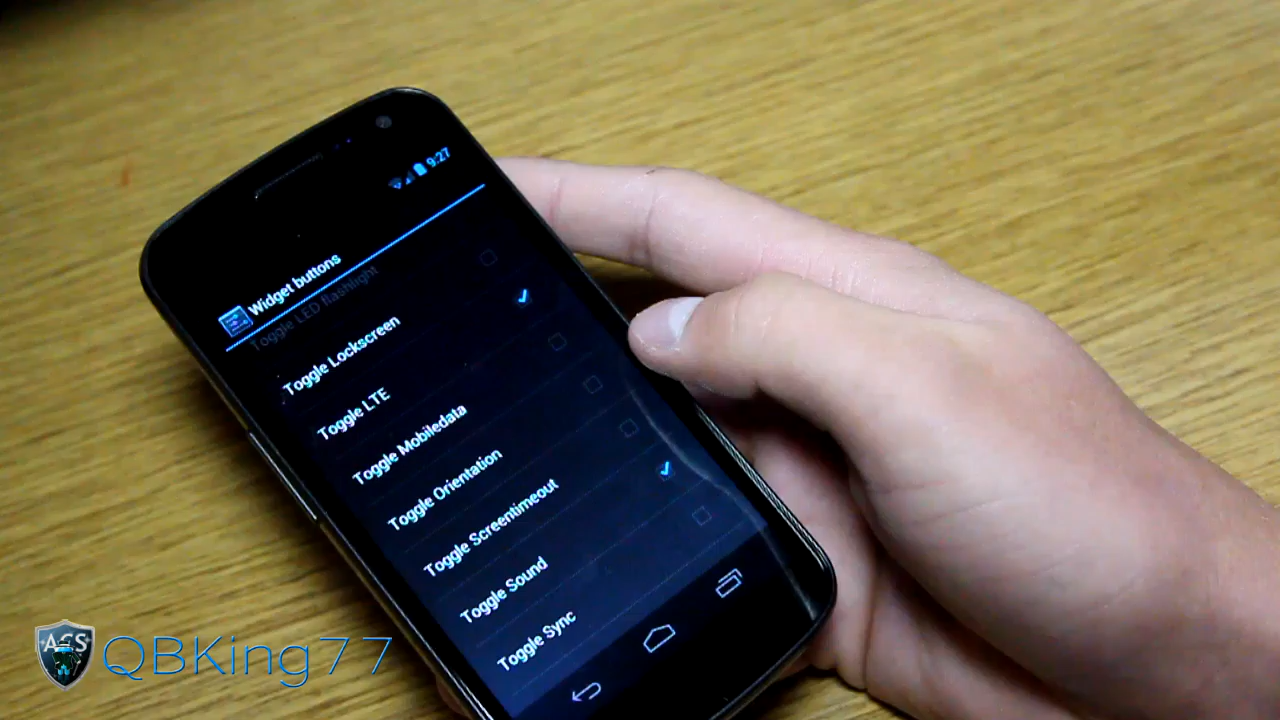 9:27
Widget buttons
Toggle LED flashlight
Toggle Lockscreen
Toggle LTE
Toggle Mobiledata
Toggle Orientation
Toggle Screentimeout
Toggle Sound
Toggle Sync
ACS
QBKing77